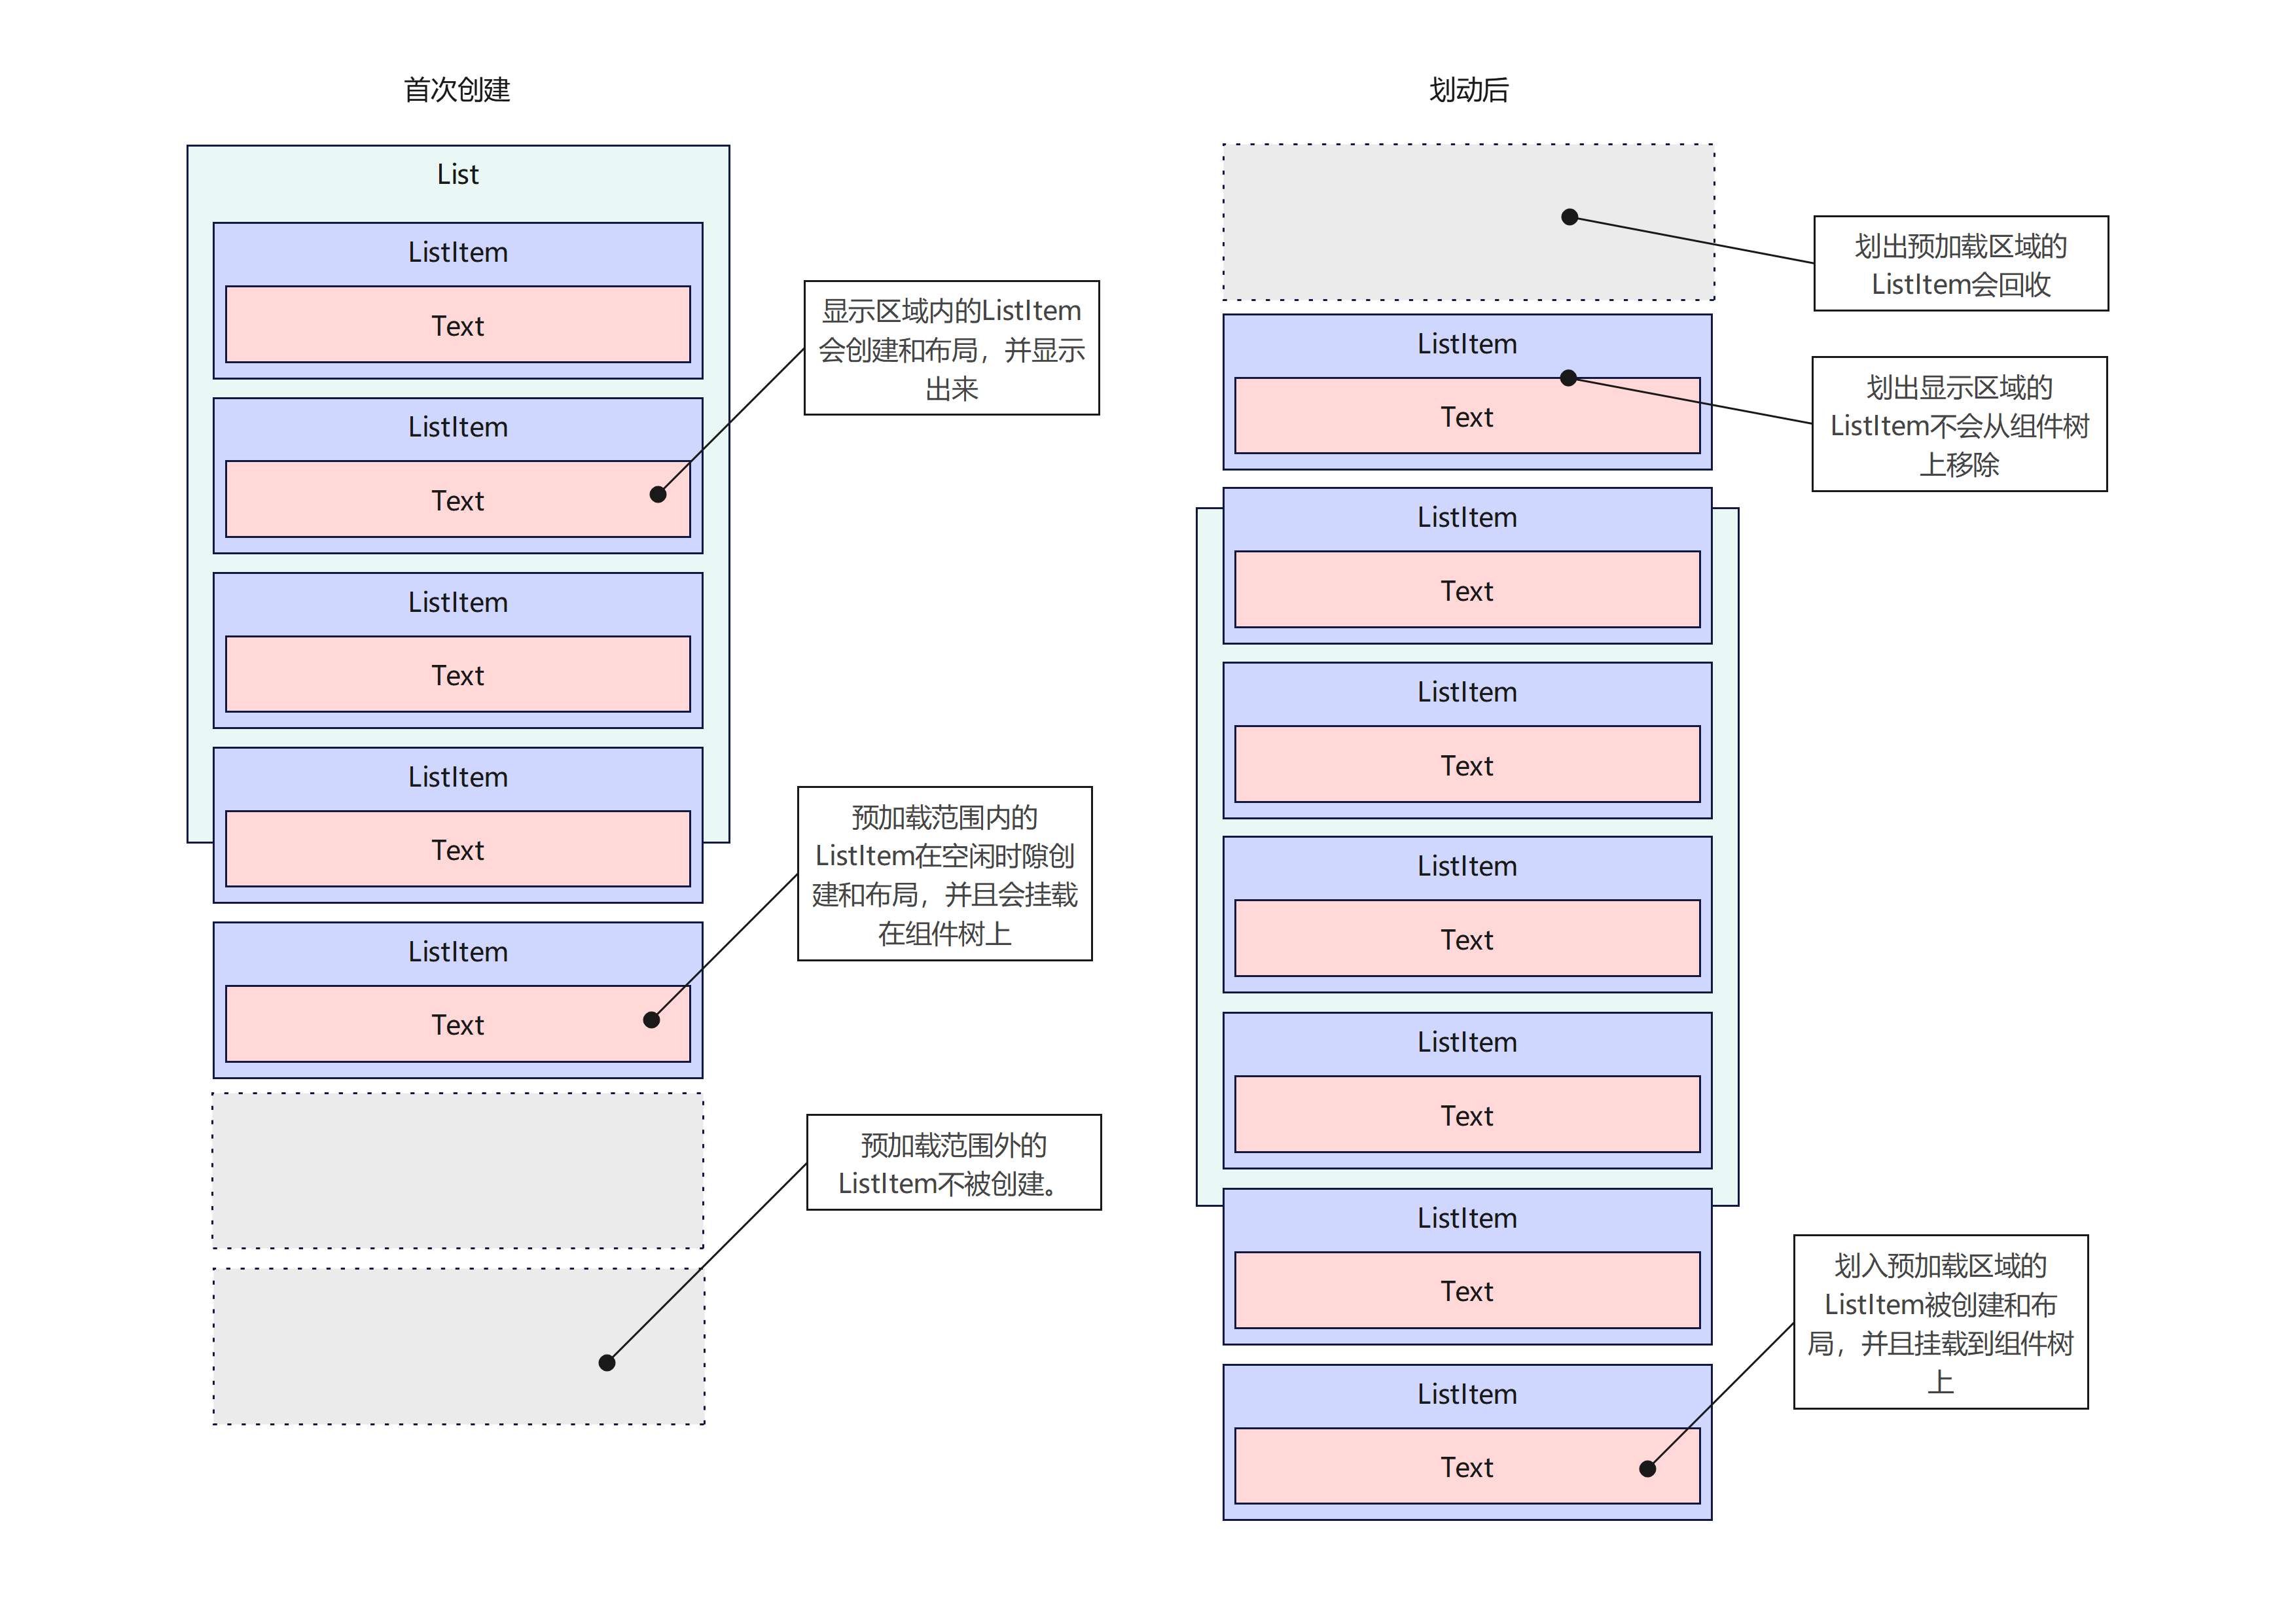 首次创建
List
ListItem
Text
ListItem
Text
ListItem
Text
ListItem
Text
ListItem
Text
显示区域内的ListItem
会创建和布局，并显示
出来
预加载范围内的
ListItem在空闲时隙创
建和布局，并且会挂载
在组件树上
预加载范围外的
ListItem不被创建。
划动后
ListItem
Text
ListItem
Text
ListItem
Text
ListItem
Text
ListItem
Text
ListItem
Text
ListItem
Text
划出预加载区域的
ListItem会回收
划出显示区域的
ListItem不会从组件树
上移除
划入预加载区域的
ListItem被创建和布
局，并且挂载到组件树
上